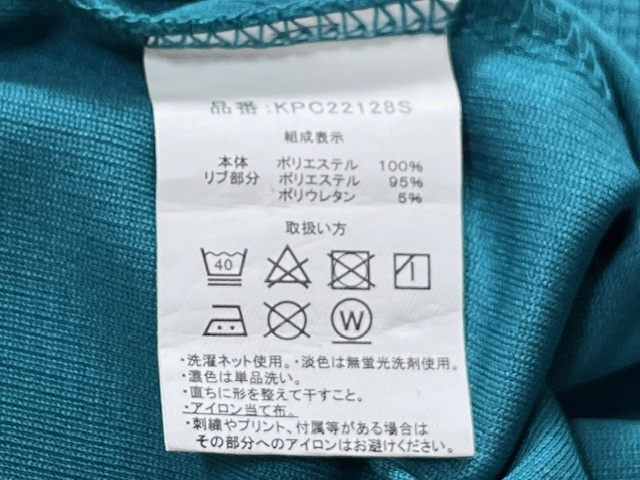 品番:KPC22128S
組成表示
本体 ポリエステル 100%
リブ部分 ポリエステル 95%
ポリウレタン 5%
取扱い方
40
W
・洗濯ネット使用。・淡色は無蛍光洗剤使用。
・濃色は単品洗い。
・直ちに形を整えて干すこと。
・アイロン当て布。
・刺繍やプリント、付属等がある場合は
その部分へのアイロンはお避けください。